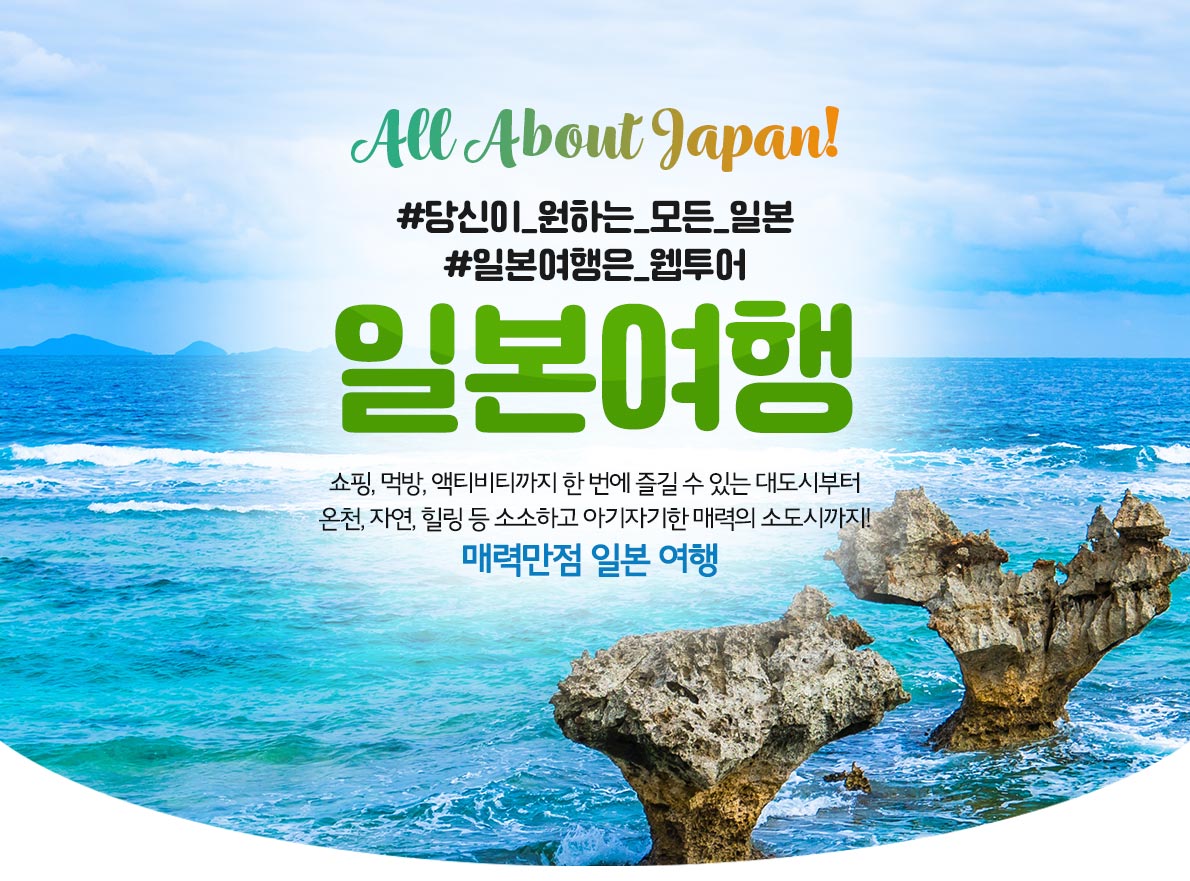 All About Japan!
#당신이_원하는_모든_일본
#일본여행은_웹투어
일본여행
쇼핑, 먹방, 액티비티까지 한 번에 즐길 수 있는 대도시부터
온천, 자연, 힐링 등 소소하고 아기자기한 매력의 소도시까지!
매력만점 일본 여행